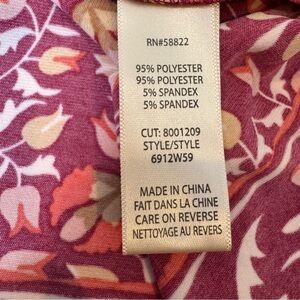 RN#58822
95% POLYESTER
95% POLYESTER
5% SPANDEX
5% SPANDEX
CUT: 8001209
STYLE/STYLE
6912W59
MADE IN CHINA
FAIT DANS LA CHINE
CARE ON REVERSE
NETTOYAGE AU REVERS